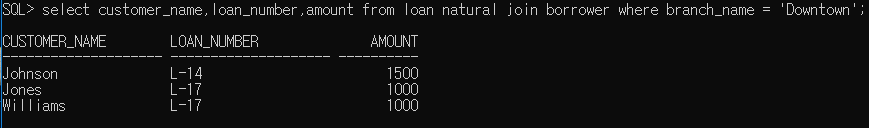 SQL> select customer_name,loan_number,amount from loan natural join borrower where branch_name = 'Downtown';
CUSTOMER_NAME LOAN_NUMBER AMOUNT
-------------------- -------------------- ----------
Johnson L-14 1500
Jones L-17 1000
Williams L-17 1000